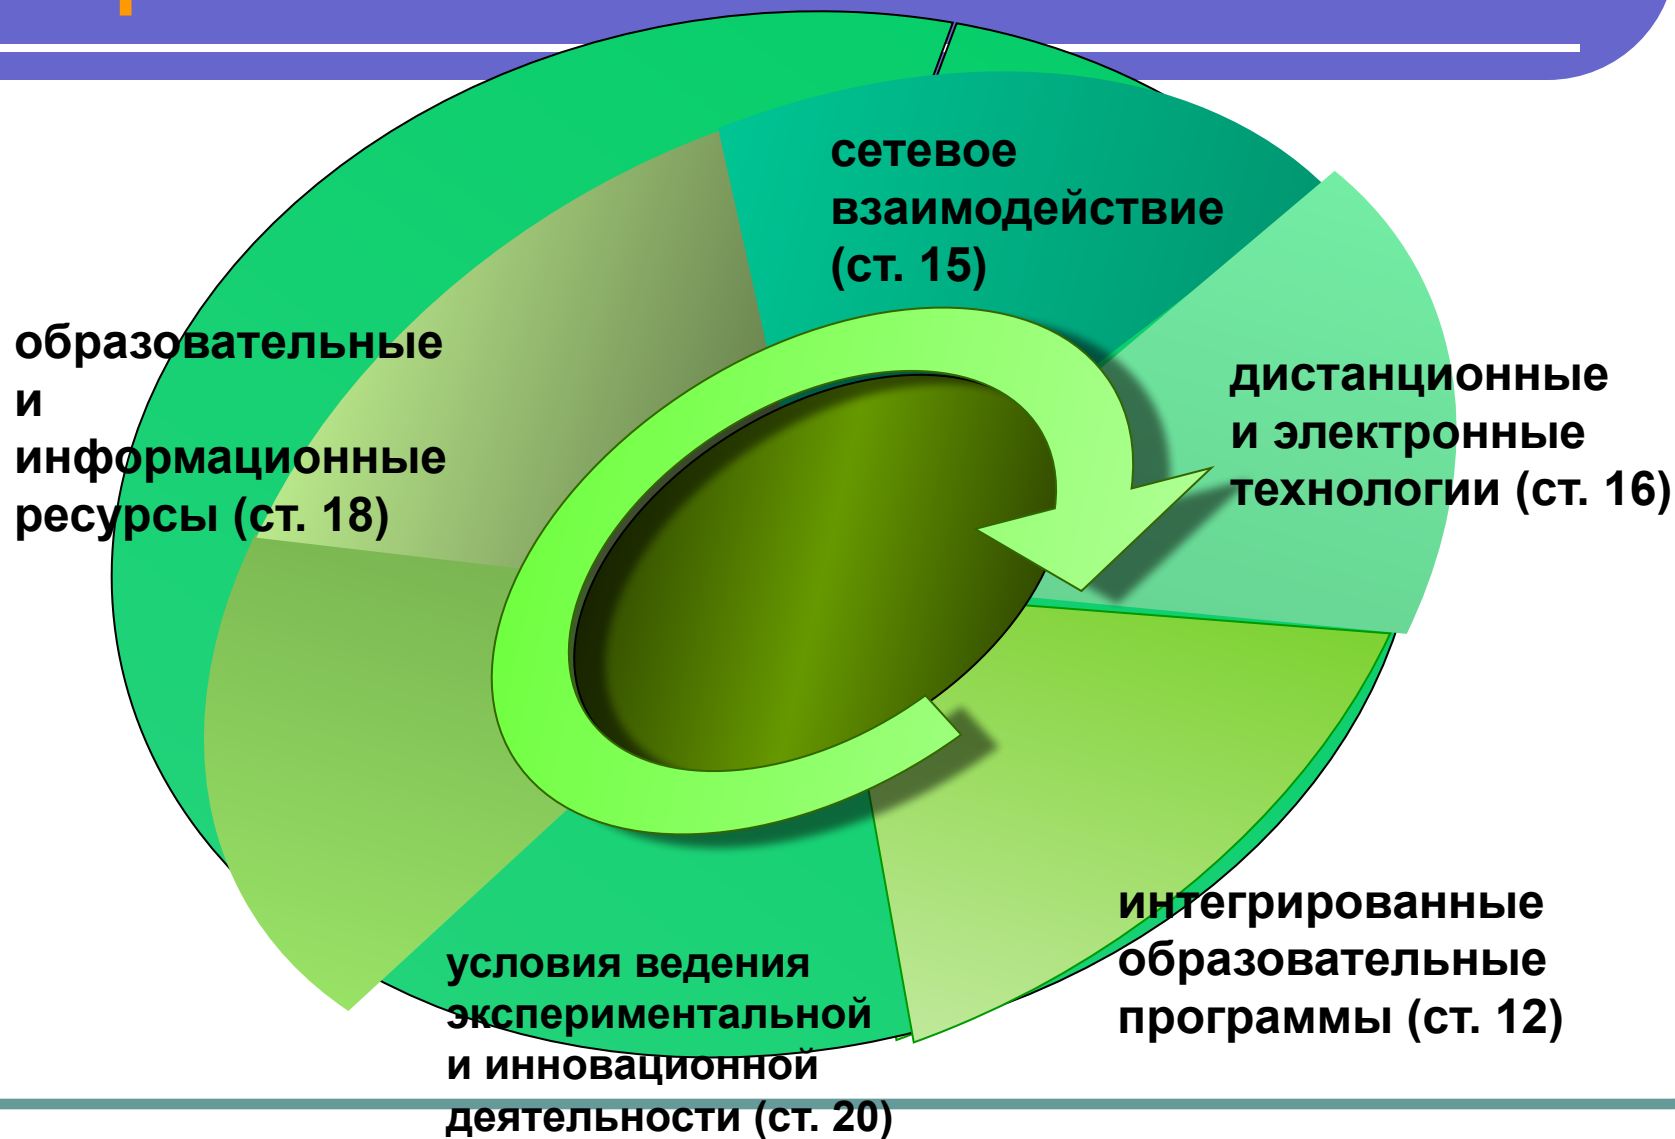 сетевое
взаимодействие
(ст. 15)
образовательные
и
информационные
ресурсы (ст. 18)
дистанционные
и электронные
технологии (ст. 16)
интегрированные
образовательные
программы (ст. 12)
условия ведения
экспериментальной
и инновационной
деятельности (ст. 20)